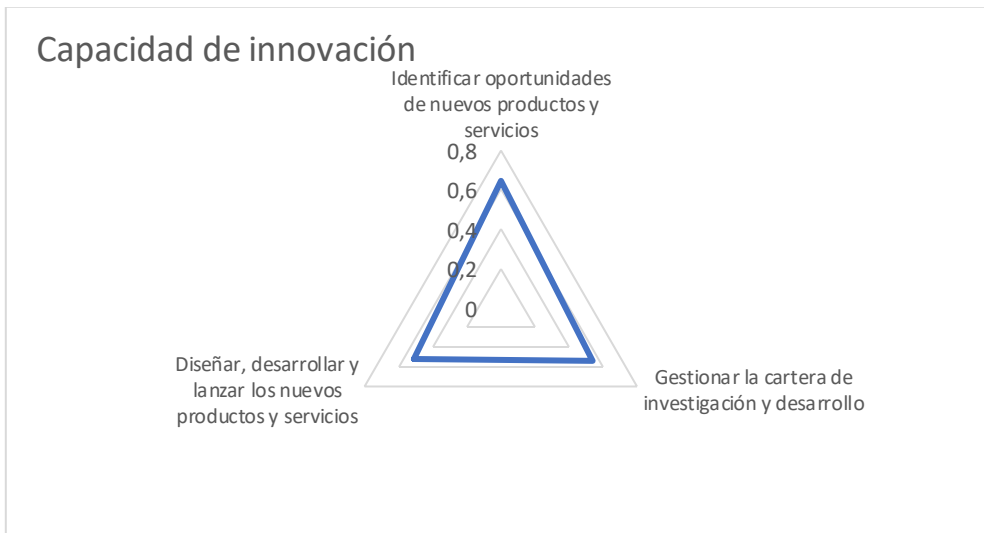 Capacidad de innovación
Identificar oportunidades
de nuevos productos y
servicios
0,8
0,6
0,4
0,2
0
Diseñar, desarrollar y
lanzar los nuevos
productos y servicios
Gestionar la cartera de
investigación y desarrollo